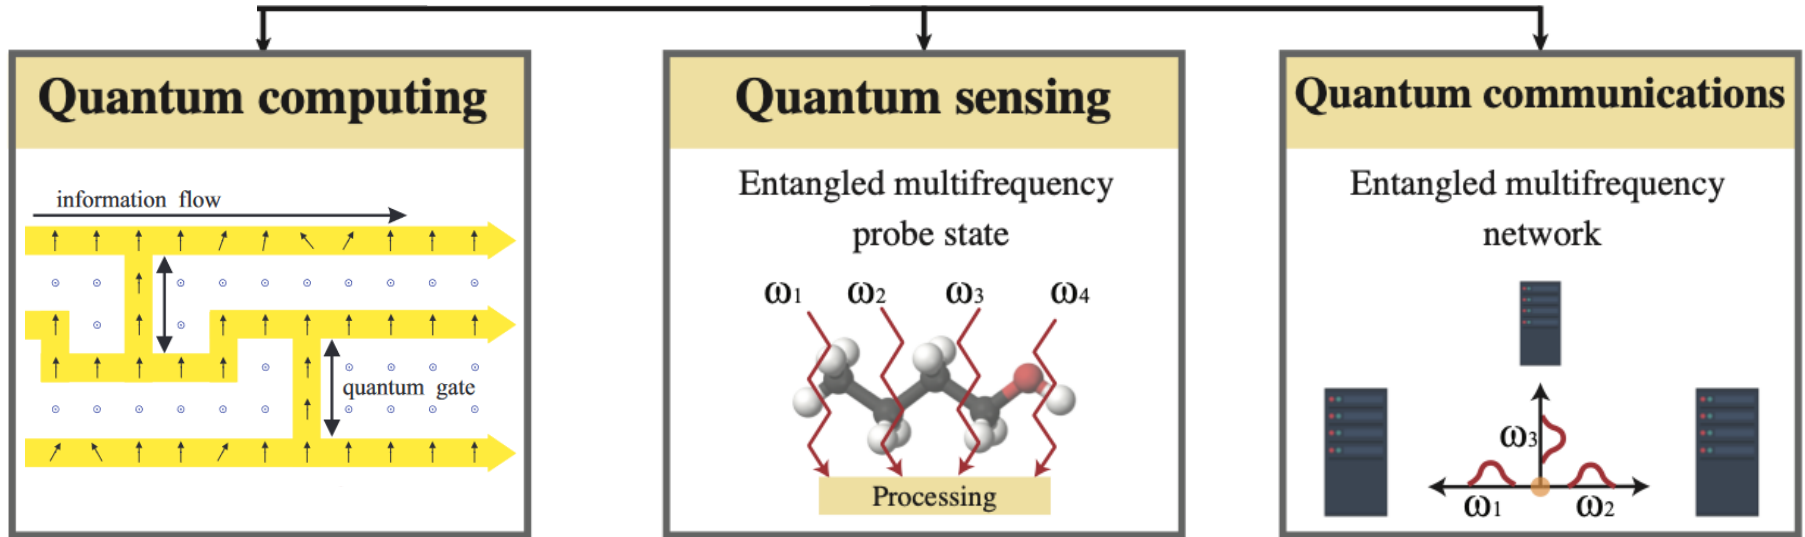 Quantum computing
information flow
quantum gate
Quantum sensing
Entangled multifrequency
probe state
ω1 ω2 ω3 ω4
Processing
Quantum communications
Entangled multifrequency
network
ω3
ω1 ω2